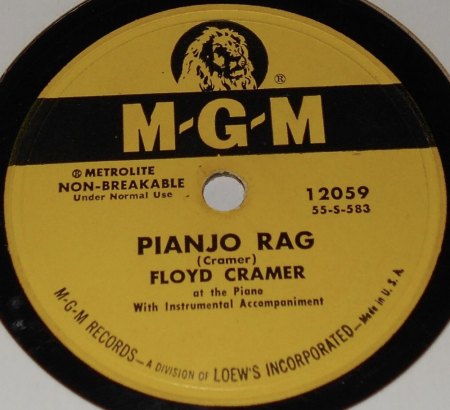 ®
M-G-M
® METROLITE
NON-BREAKABLE
Under Normal Use
12059
55-S-583
PIANJO RAG
(Cramer)
FLOYD CRAMER
at the Piano
With Instrumental Accompaniment
M-G-M RECORDS—A DIVISION OF LOEW'S INCORPORATED—Made in U.S.A.